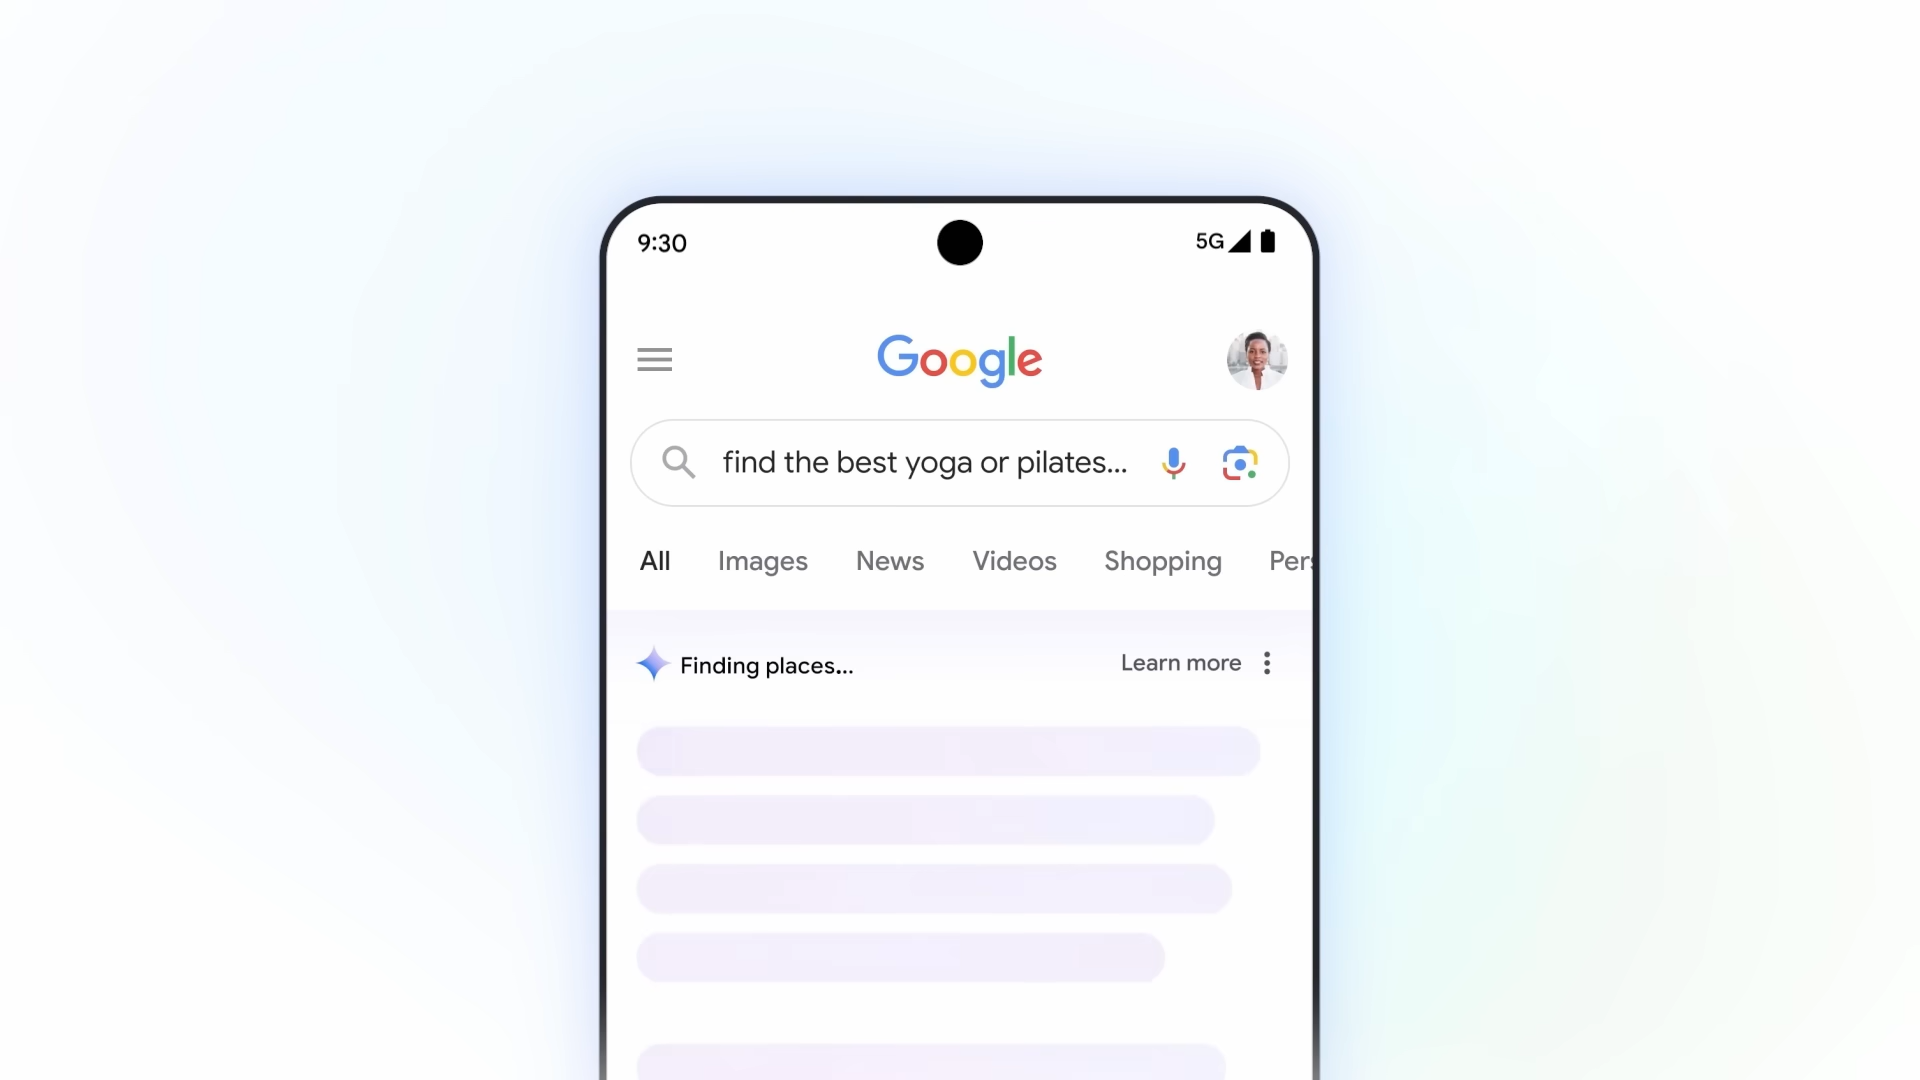 9:30
5G
Google
find the best yoga or pilates...
All Images News Videos Shopping Pers
Finding places...
Learn more